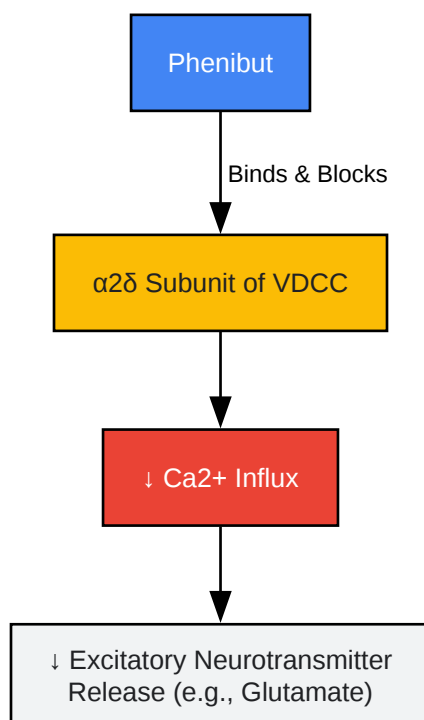 Phenibut
Binds & Blocks
α2δ Subunit of VDCC
↓ Ca2+ Influx
↓ Excitatory Neurotransmitter
Release (e.g., Glutamate)